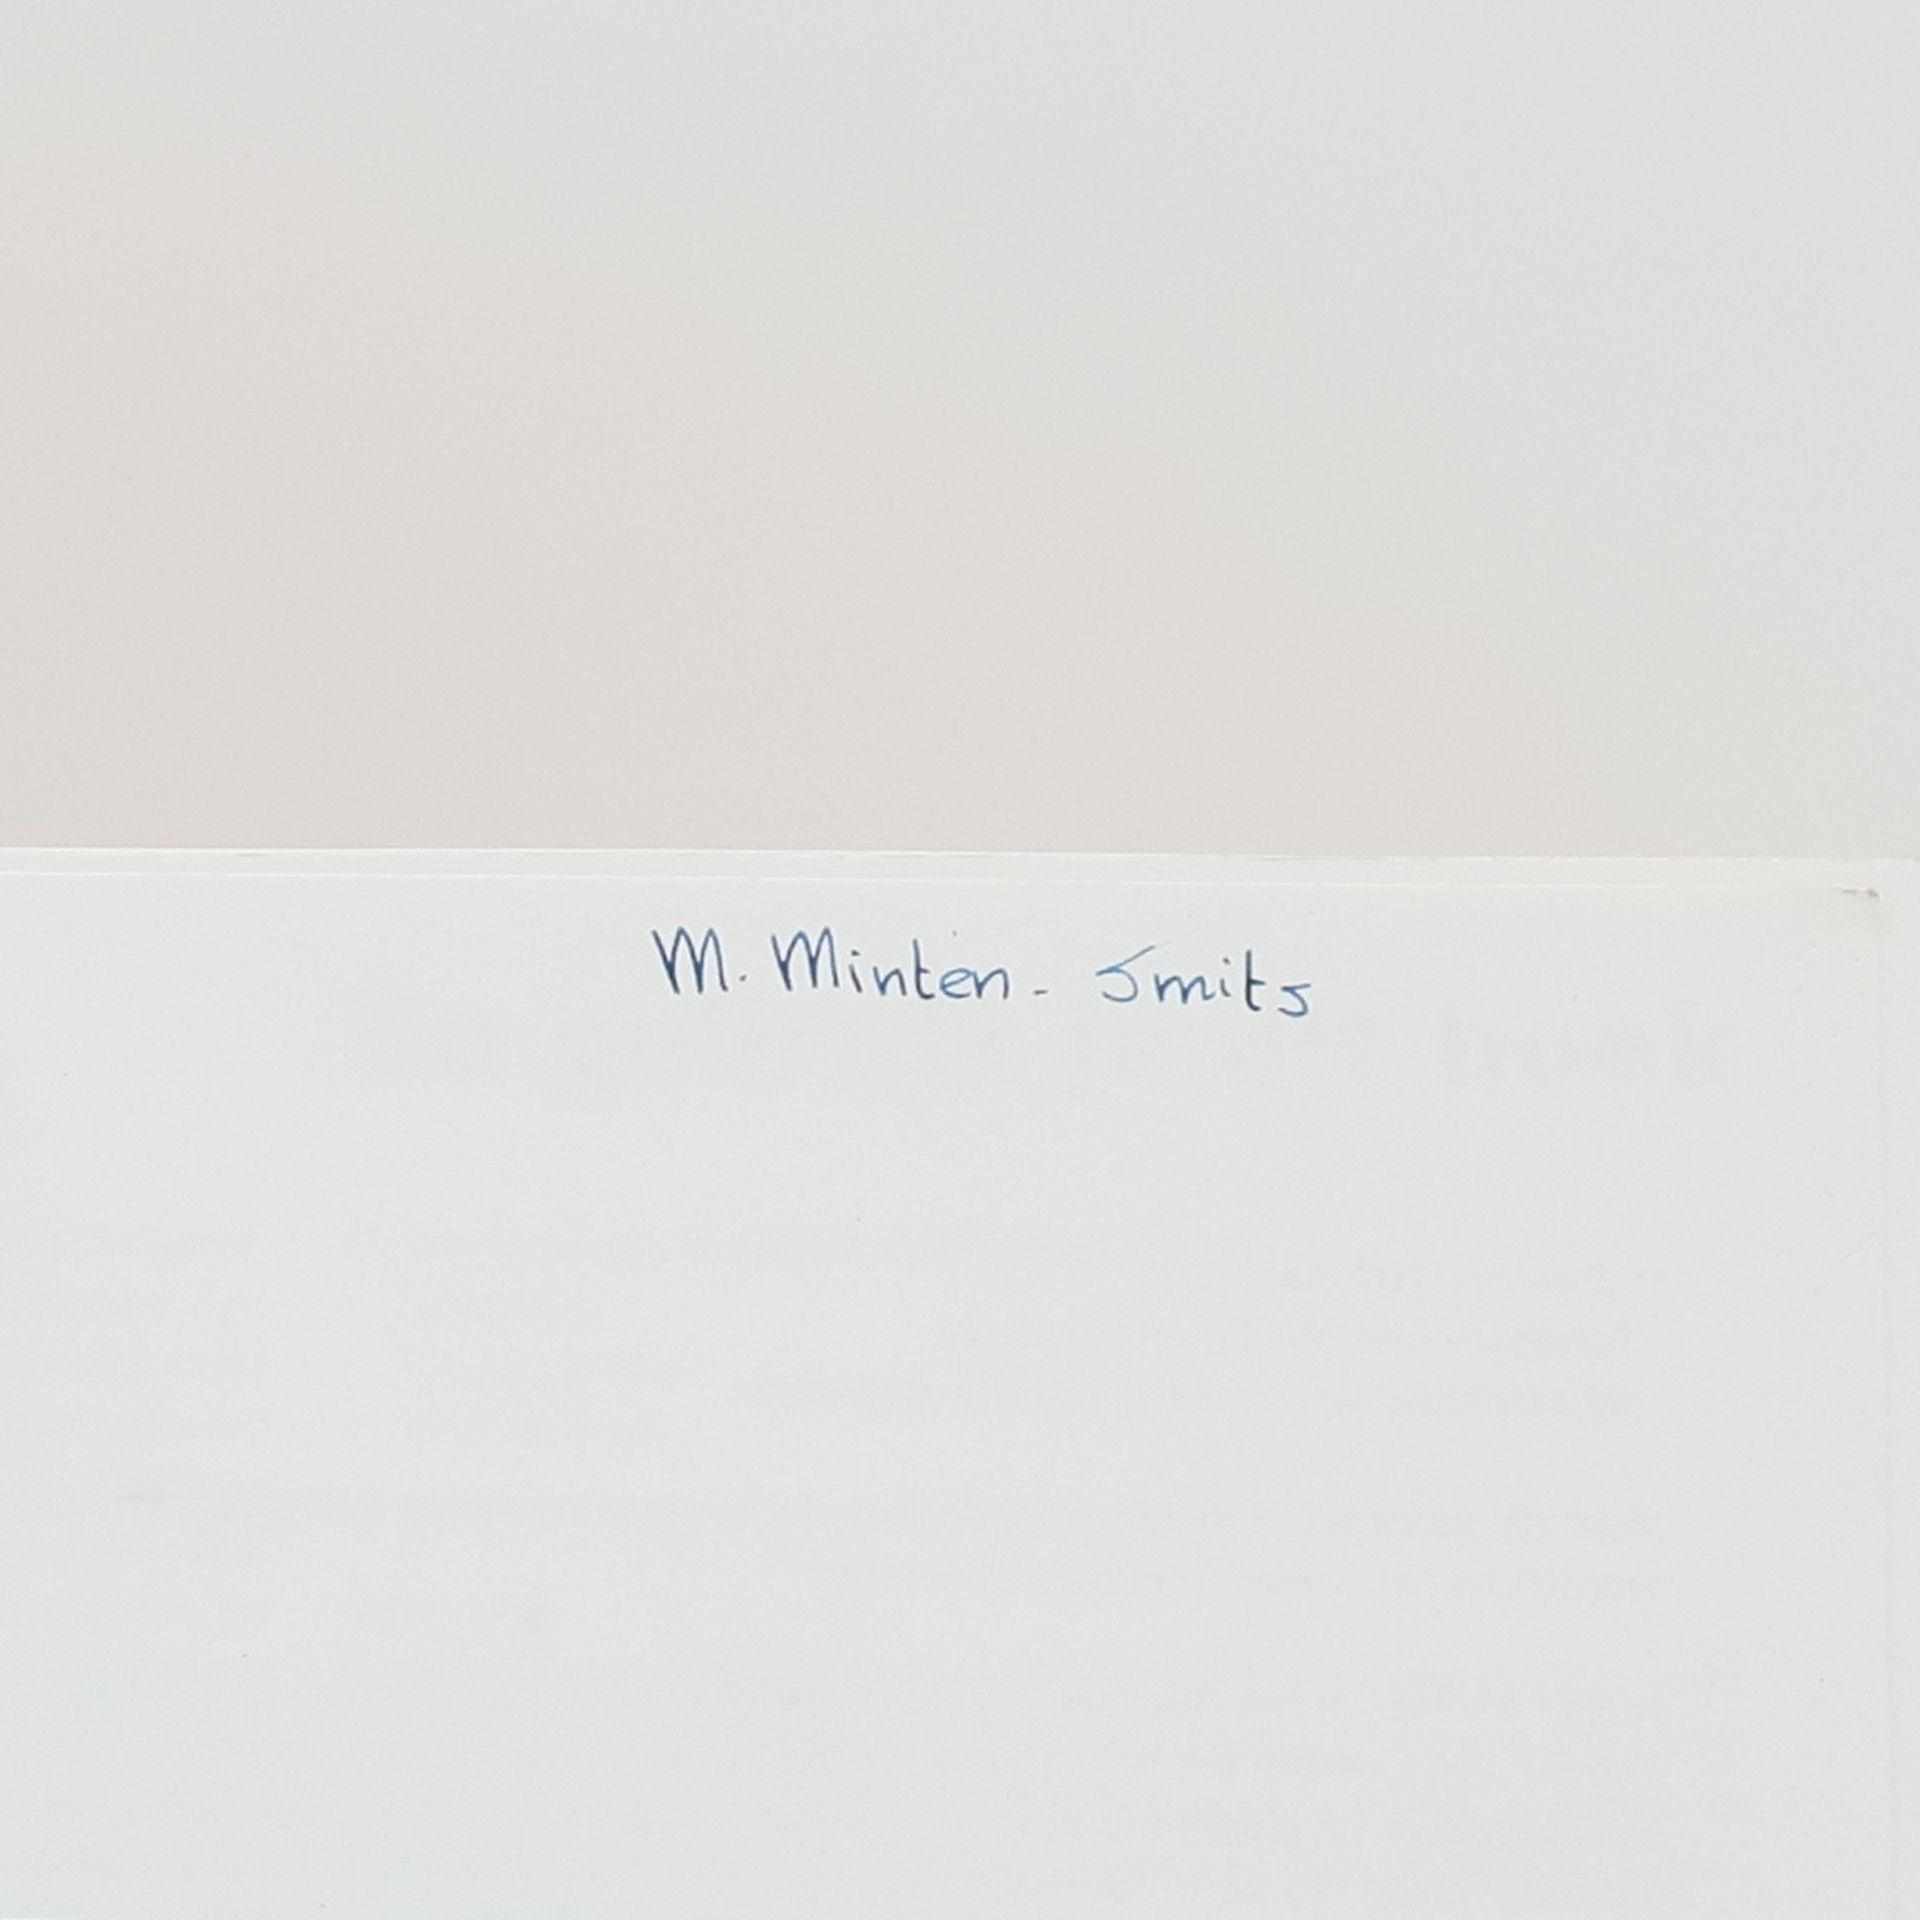 M. Minten - Smits